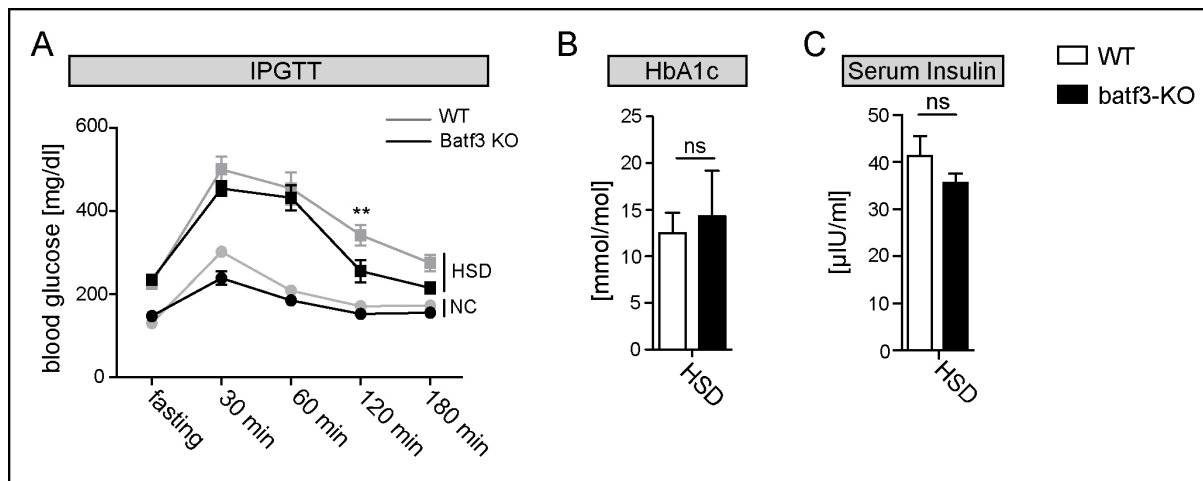 A
IPGTT
WT
Batf3 KO
blood glucose [mg/dl]
600
400
200
0
**
HSD
NC
fasting
30 min
60 min
120 min
180 min
B
HbA1c
[mmol/mol]
25
20
15
10
5
0
ns
HSD
C
Serum Insulin
[µIU/ml]
50
40
30
20
10
0
ns
HSD
WT
batf3-KO